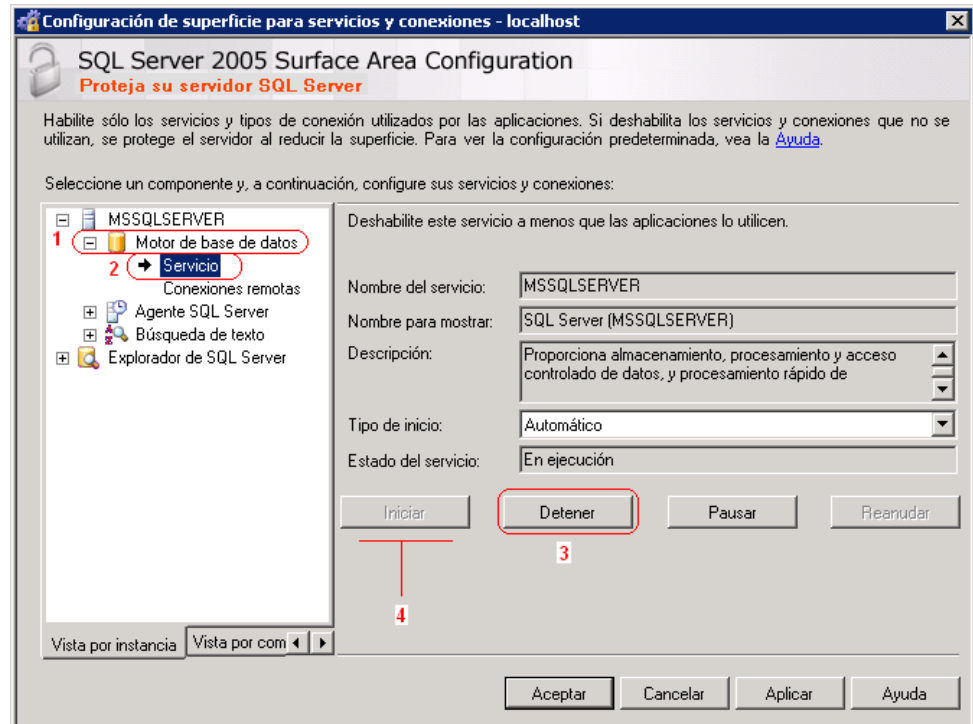 Configuración de superficie para servicios y conexiones - localhost
SQL Server 2005 Surface Area Configuration
Proteja su servidor SQL Server
Habilite sólo los servicios y tipos de conexión utilizados por las aplicaciones. Si deshabilita los servicios y conexiones que no se
utilizan, se protege el servidor al reducir la superficie. Para ver la configuración predeterminada, vea la Ayuda.
Seleccione un componente y, a continuación, configure sus servicios y conexiones:
MSSQLSERVER
1 Motor de base de datos
2 Servicio
Conexiones remotas
Agente SQL Server
Búsqueda de texto
Explorador de SQL Server
Vista por instancia
Vista por com
Deshabilite este servicio a menos que las aplicaciones lo utilicen.
Nombre del servicio: MSSQLSERVER
Nombre para mostrar: SQL Server (MSSQLSERVER)
Descripción: Proporciona almacenamiento, procesamiento y acceso
controlado de datos, y procesamiento rápido de
Tipo de inicio: Automático
Estado del servicio: En ejecución
Iniciar Detener Pausar Reanudar
3
4
Aceptar Cancelar Aplicar Ayuda